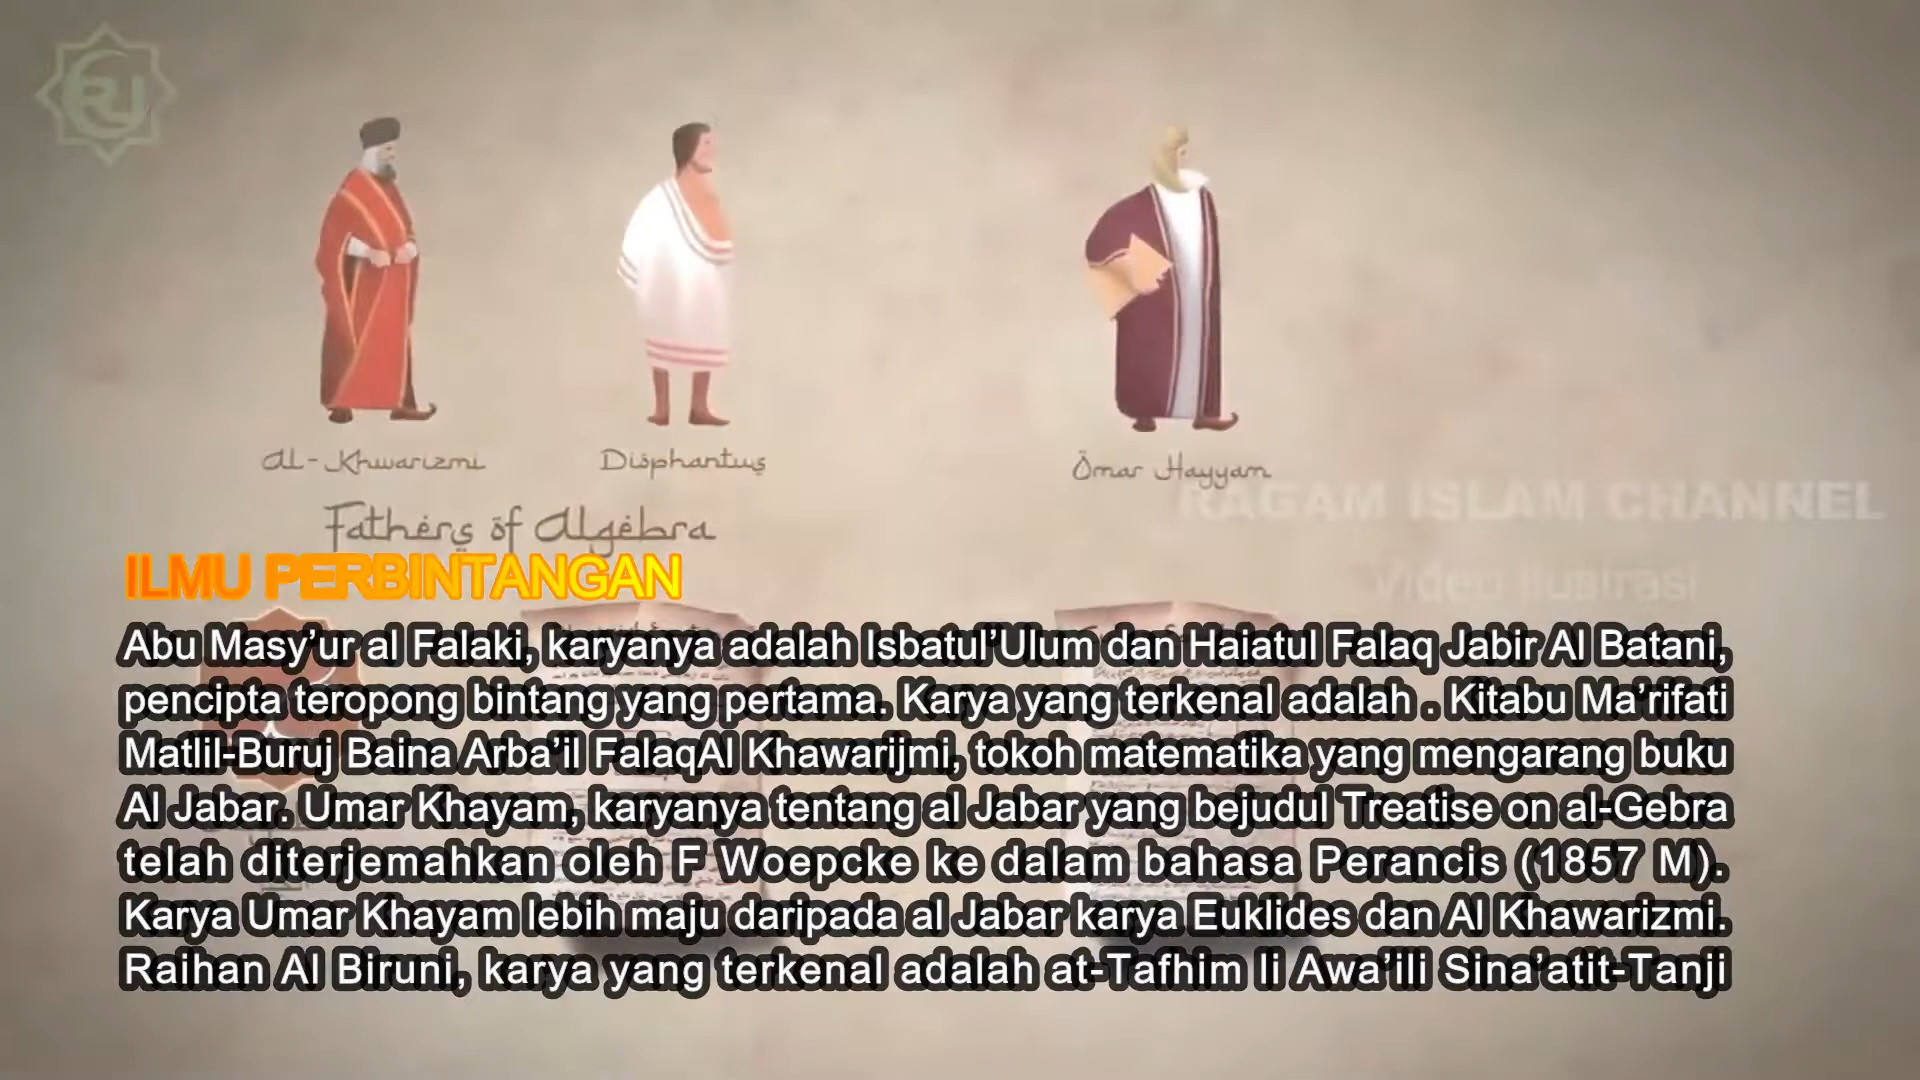 RU
Al-Khwarizmi
Diophantus
Omar Hayyam
Fathers of Algebra
RAGAM ISLAM CHANNEL
Video Ilustrasi
ILMU PERBINTANGAN
Abu Masy’ur al Falaki, karyanya adalah Isbatul’Ulum dan Haiatul Falaq Jabir Al Batani,
pencipta teropong bintang yang pertama. Karya yang terkenal adalah . Kitabu Ma’rifati
Matlil-Buruj Baina Arba’il FalaqAl Khawarijmi, tokoh matematika yang mengarang buku
Al Jabar. Umar Khayam, karyanya tentang al Jabar yang bejudul Treatise on al-Gebra
telah diterjemahkan oleh F Woepcke ke dalam bahasa Perancis (1857 M).
Karya Umar Khayam lebih maju daripada al Jabar karya Euklides dan Al Khawarizmi.
Raihan Al Biruni, karya yang terkenal adalah at-Tafhim li Awa’ili Sina’atit-Tanji